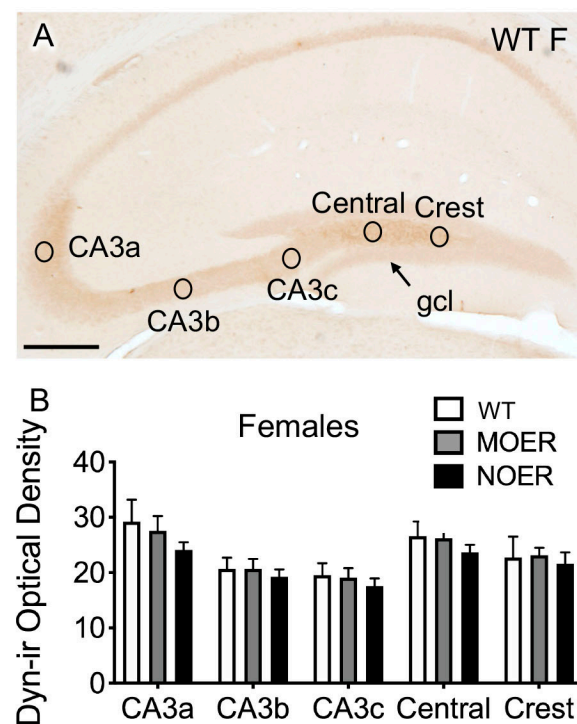 A
WT F
Central
Crest
CA3a
CA3c
CA3b
gcl
B
Females
WT
MOER
NOER
Dyn-ir Optical Density
40
30
20
10
0
CA3a CA3b CA3c Central Crest